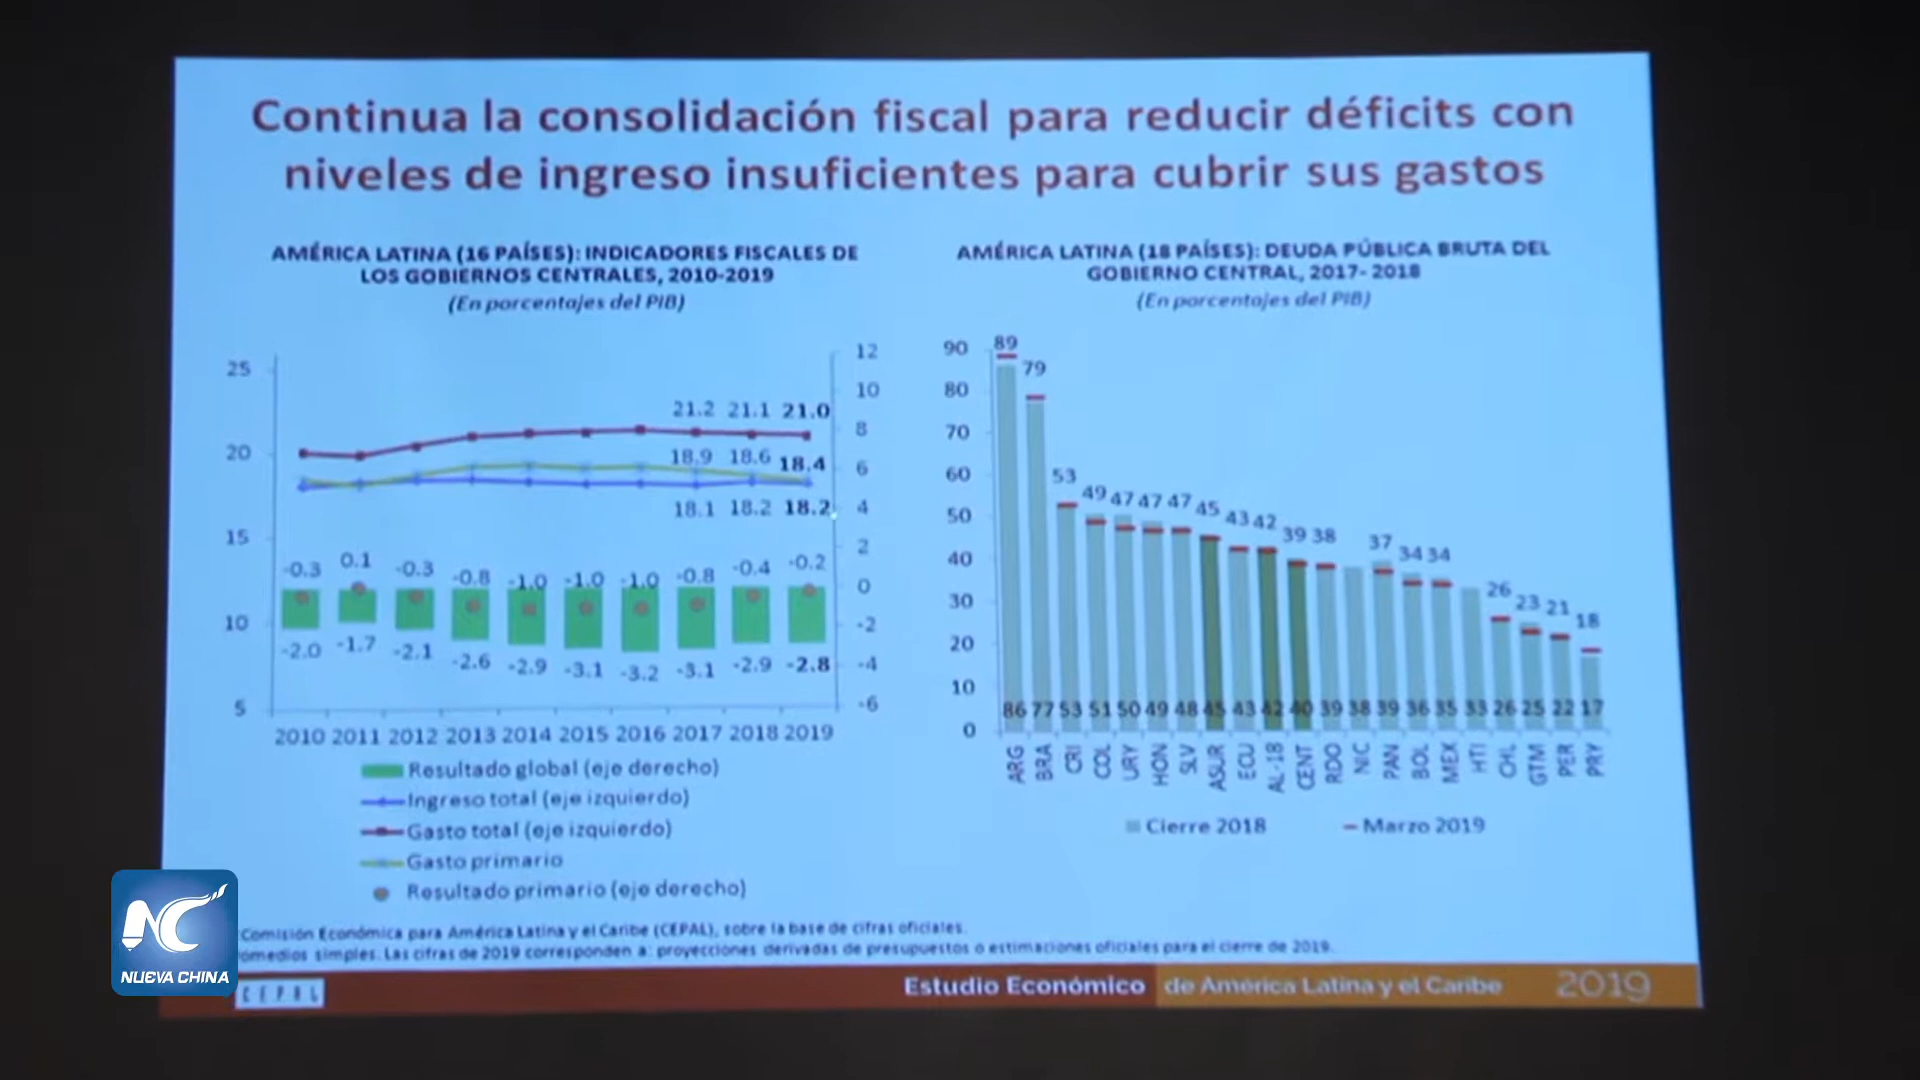 Continua la consolidación fiscal para reducir déficits con
niveles de ingreso insuficientes para cubrir sus gastos
AMÉRICA LATINA (16 PAÍSES): INDICADORES FISCALES DE
LOS GOBIERNOS CENTRALES, 2010-2019
(En porcentajes del PIB)
25
20
15
10
5
12
10
8
6
4
2
0
-2
-4
-6
21.2 21.1 21.0
18.9 18.6 18.4
18.1 18.2 18.2
-0.3 0.1 -0.3 -0.8 -1.0 -1.0 -1.0 -0.8 -0.4 -0.2
-2.0 -1.7 -2.1 -2.6 -2.9 -3.1 -3.2 -3.1 -2.9 -2.8
2010 2011 2012 2013 2014 2015 2016 2017 2018 2019
Resultado global (eje derecho)
Ingreso total (eje izquierdo)
Gasto total (eje izquierdo)
Gasto primario
Resultado primario (eje derecho)
AMÉRICA LATINA (18 PAÍSES): DEUDA PÚBLICA BRUTA DEL
GOBIERNO CENTRAL, 2017- 2018
(En porcentajes del PIB)
90
80
70
60
50
40
30
20
10
0
89 79 53 49 47 47 47 45 43 42 39 38 37 34 34 26 23 21 18
86 77 53 51 50 49 48 45 43 42 40 39 38 39 36 35 33 26 25 22 17
ARG BRA CRI COL URY HON SLV ASUR ECU AL-18 CENT RDO NIC PAN BOL MEX HTI CHL GTM PER PRY
Cierre 2018 Marzo 2019
Comisión Económica para América Latina y el Caribe (CEPAL), sobre la base de cifras oficiales.
omedios simples. Las cifras de 2019 corresponden a: proyecciones derivadas de presupuestos o estimaciones oficiales para el cierre de 2019.
NC
NUEVA CHINA
CEPAL
Estudio Económico de América Latina y el Caribe 2019